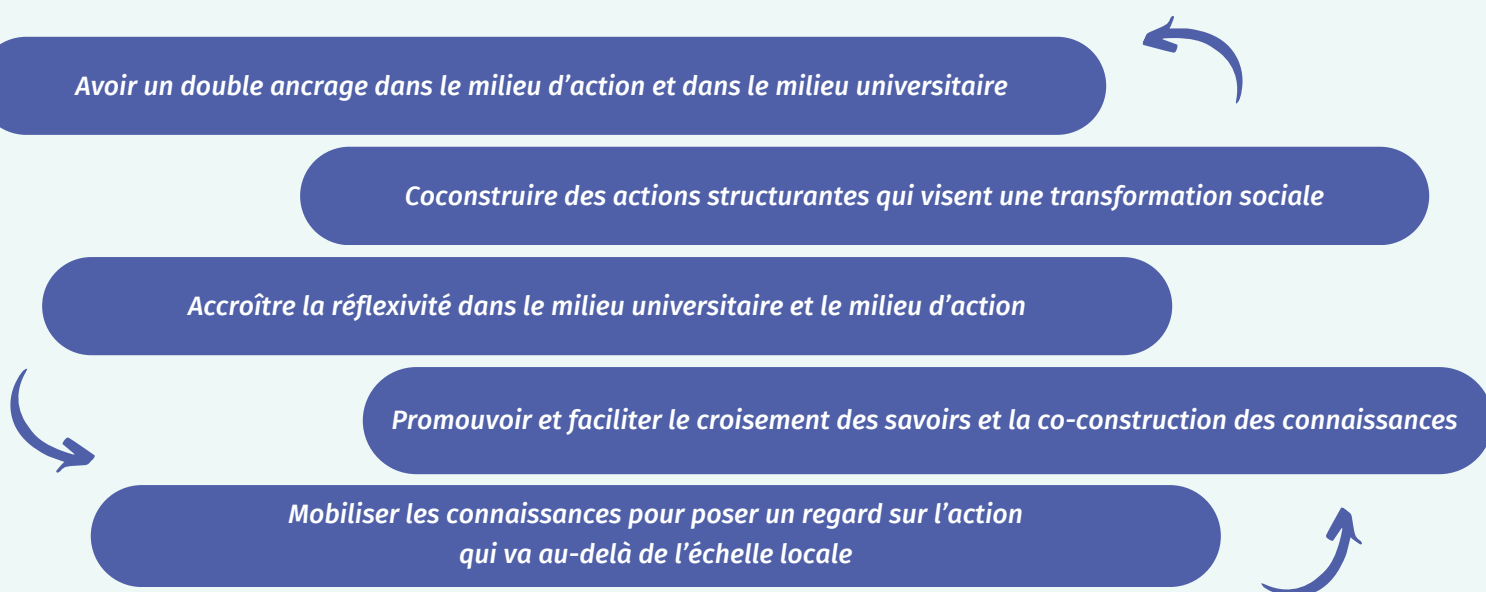 Avoir un double ancrage dans le milieu d’action et dans le milieu universitaire
Coconstruire des actions structurantes qui visent une transformation sociale
Accroître la réflexivité dans le milieu universitaire et le milieu d’action
Promouvoir et faciliter le croisement des savoirs et la co-construction des connaissances
Mobiliser les connaissances pour poser un regard sur l’action
qui va au-delà de l’échelle locale